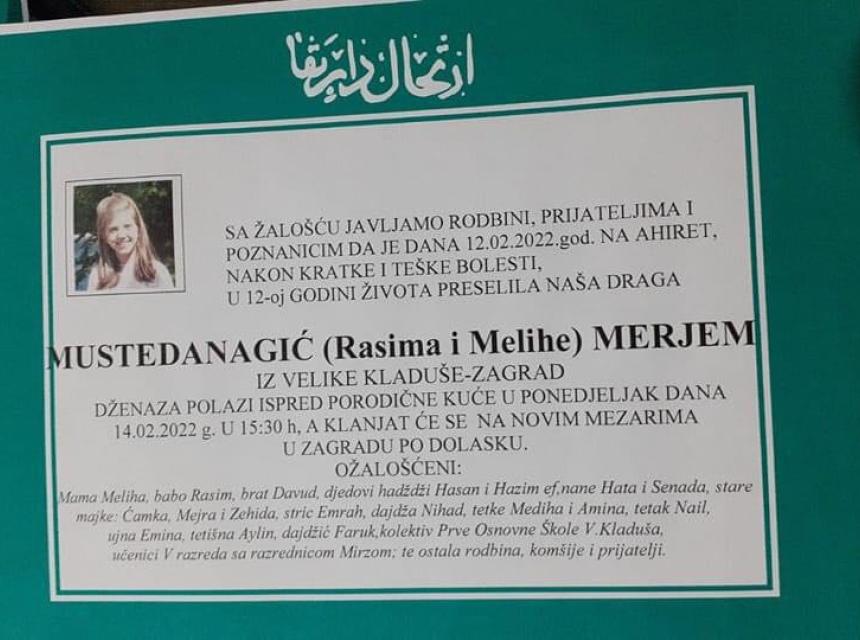 ارتحال دار بقا
SA ŽALOŠĆU JAVLJAMO RODBINI, PRIJATELJIMA I
POZNANICIM DA JE DANA 12.02.2022.god. NA AHIRET,
NAKON KRATKE I TEŠKE BOLESTI,
U 12-oj GODINI ŽIVOTA PRESELILA NAŠA DRAGA
MUSTEDANAGIĆ (Rasima i Melihe) MERJEM
IZ VELIKE KLADUŠE-ZAGRAD
DŽENAZA POLAZI ISPRED PORODIČNE KUĆE U PONEDJELJAK DANA
14.02.2022 g. U 15:30 h, A KLANJAT ĆE SE NA NOVIM MEZARIMA
U ZAGRADU PO DOLASKU.
OŽALOŠĆENI:
Mama Meliha, babo Rasim, brat Davud, djedovi hadždži Hasan i Hazim ef,nane Hata i Senada, stare
majke: Ćamka, Mejra i Zehida, stric Emrah, dajdža Nihad, tetke Mediha i Amina, tetak Nail,
ujna Emina, tetišna Aylin, dajdžić Faruk,kolektiv Prve Osnovne Škole V.Kladuša,
učenici V razreda sa razrednicom Mirzom; te ostala rodbina, komšije i prijatelji.